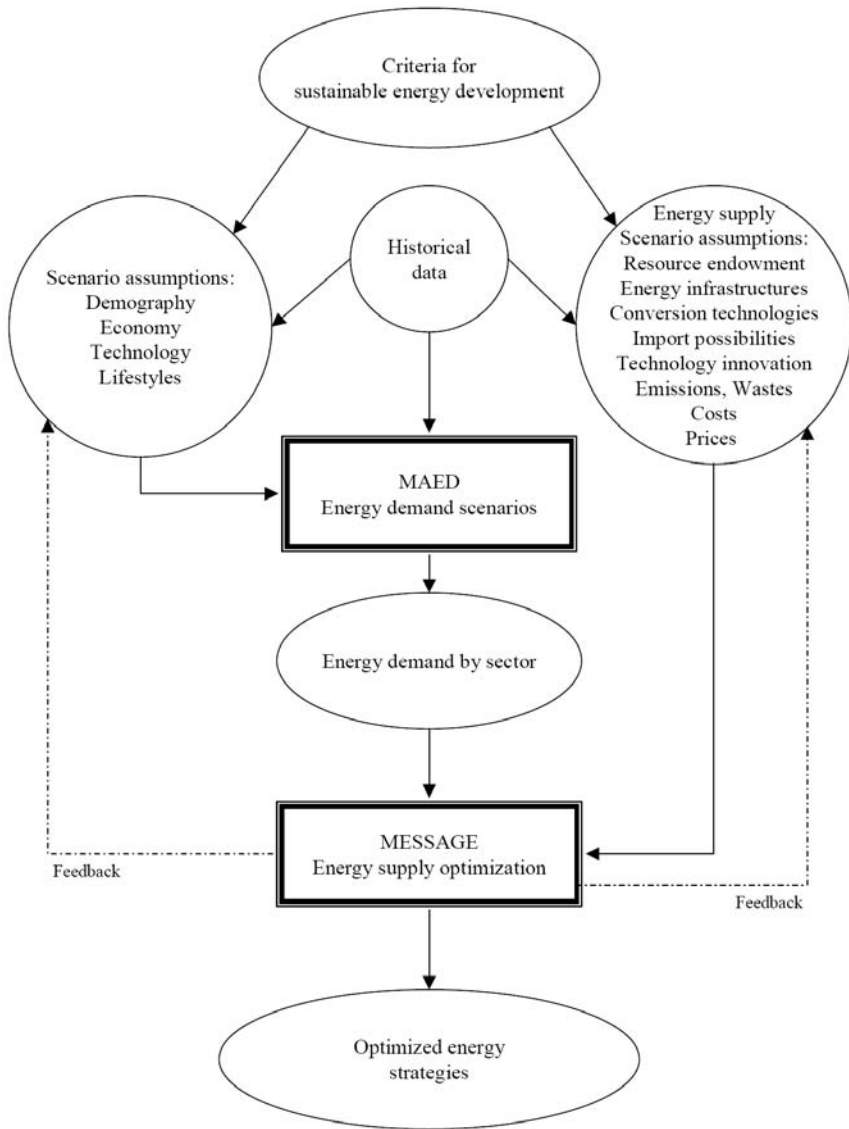 Criteria for
sustainable energy development
Historical
data
Scenario assumptions:
Demography
Economy
Technology
Lifestyles
Energy supply
Scenario assumptions:
Resource endowment
Energy infrastructures
Conversion technologies
Import possibilities
Technology innovation
Emissions, Wastes
Costs
Prices
MAED
Energy demand scenarios
Energy demand by sector
MESSAGE
Energy supply optimization
Feedback
Feedback
Optimized energy
strategies